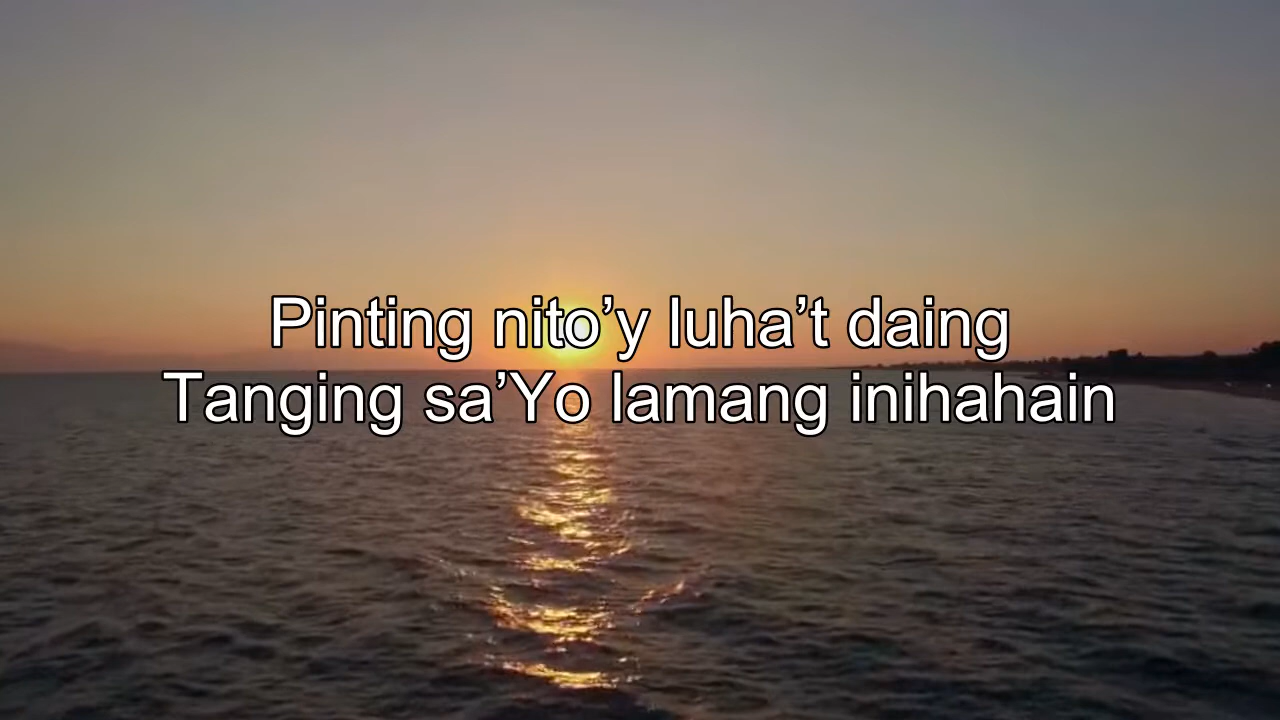 Pinting nito’y luha’t daing
Tanging sa’Yo lamang inihahain